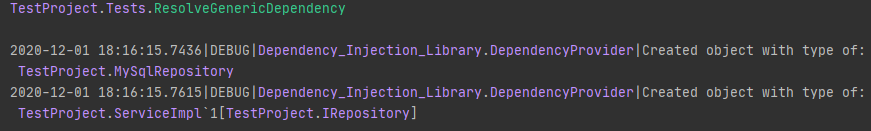 TestProject.Tests.ResolveGenericDependency
2020-12-01 18:16:15.7436|DEBUG|Dependency_Injection_Library.DependencyProvider|Created object with type of:
TestProject.MySqlRepository
2020-12-01 18:16:15.7615|DEBUG|Dependency_Injection_Library.DependencyProvider|Created object with type of:
TestProject.ServiceImpl`1[TestProject.IRepository]